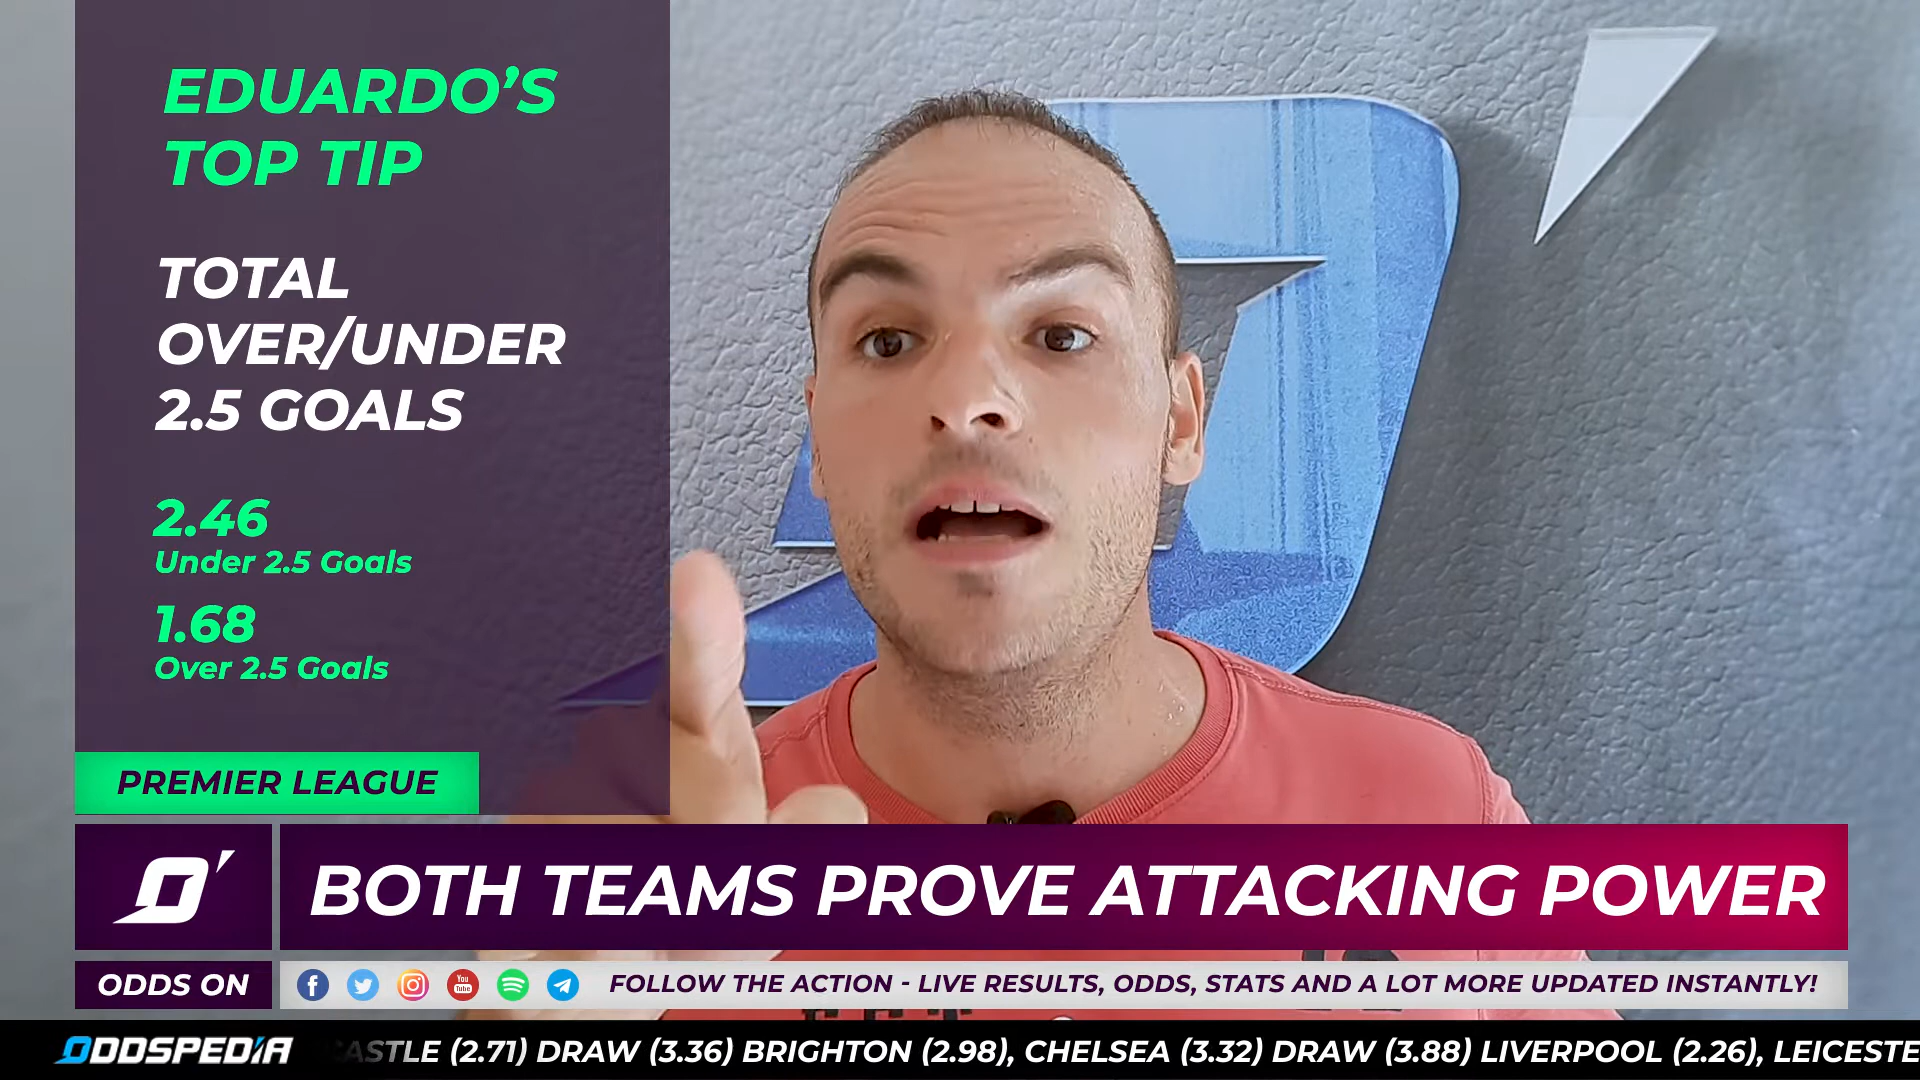 EDUARDO'S
TOP TIP
TOTAL
OVER/UNDER
2.5 GOALS
2.46
Under 2.5 Goals
1.68
Over 2.5 Goals
PREMIER LEAGUE
BOTH TEAMS PROVE ATTACKING POWER
ODDS ON
You
Tube
FOLLOW THE ACTION - LIVE RESULTS, ODDS, STATS AND A LOT MORE UPDATED INSTANTLY!
ODDSPEDIA
CASTLE (2.71) DRAW (3.36) BRIGHTON (2.98), CHELSEA (3.32) DRAW (3.88) LIVERPOOL (2.26), LEICESTE